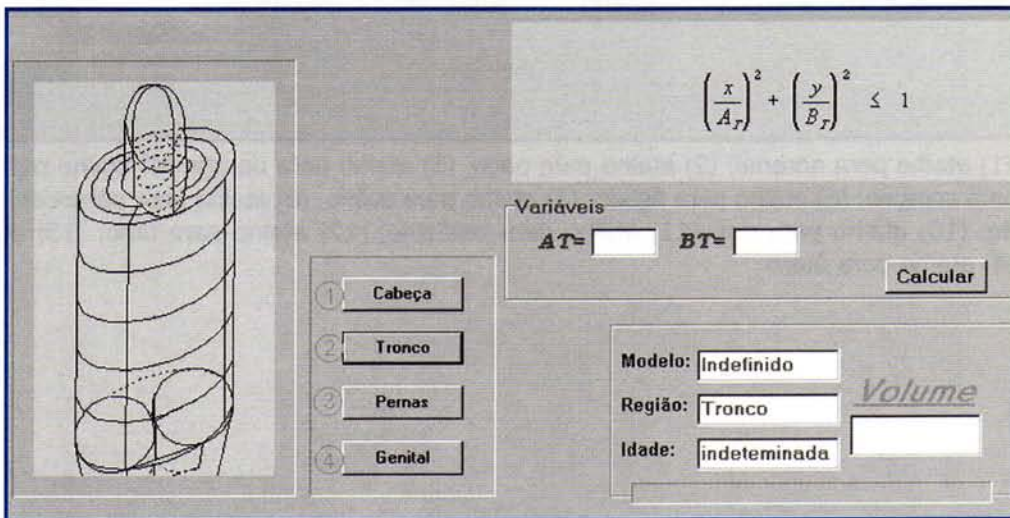 (x/A_T)² + (y/B_T)² ≤ 1
Variáveis
AT= BT=
Calcular
1 Cabeça
2 Tronco
3 Pernas
4 Genital
Modelo: Indefinido
Região: Tronco
Idade: indeteminada
Volume